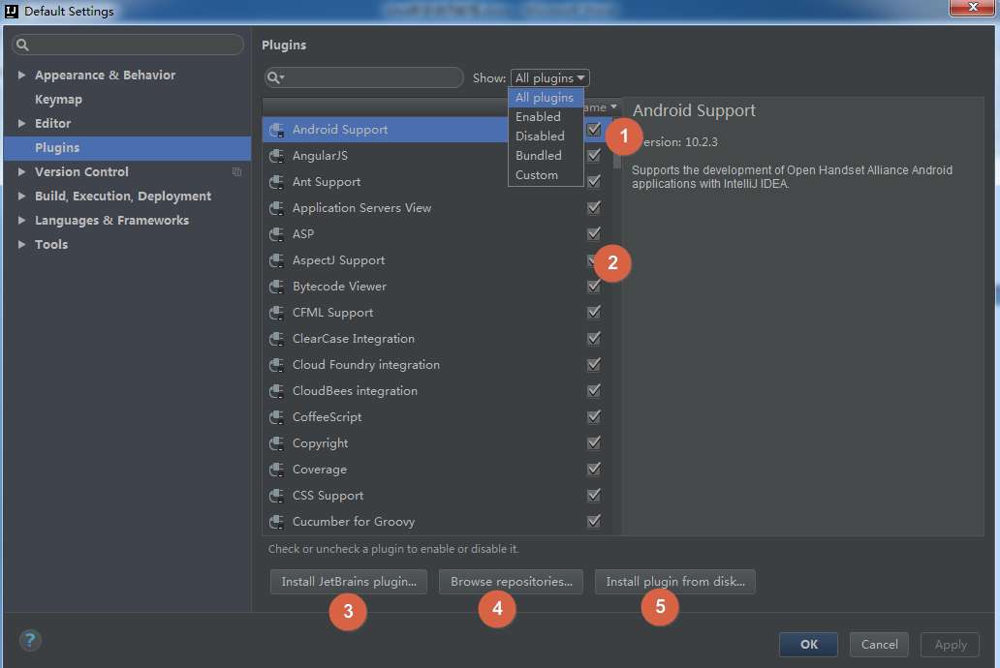 Default Settings
Appearance & Behavior
Keymap
Editor
Plugins
Version Control
Build, Execution, Deployment
Languages & Frameworks
Tools
Plugins
Show: All plugins
All plugins
Enabled
Disabled
Bundled
Custom
ame
Android Support
AngularJS
Ant Support
Application Servers View
ASP
AspectJ Support
Bytecode Viewer
CFML Support
ClearCase Integration
Cloud Foundry integration
CloudBees integration
CoffeeScript
Copyright
Coverage
CSS Support
Cucumber for Groovy
1
2
Android Support
ersion: 10.2.3
Supports the development of Open Handset Alliance Android
applications with IntelliJ IDEA.
Check or uncheck a plugin to enable or disable it.
Install JetBrains plugin...
Browse repositories...
Install plugin from disk...
3
4
5
?
OK
Cancel
Apply